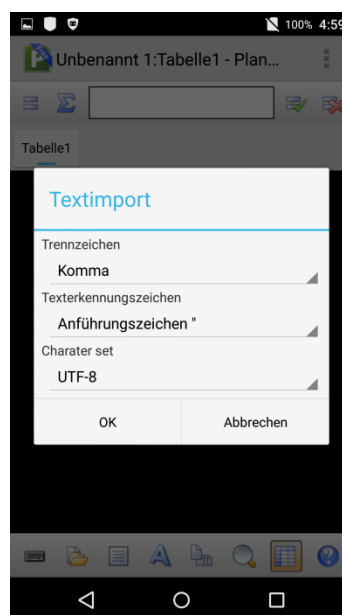 100% 4:59
Unbenannt 1:Tabelle1 - Plan...
Tabelle1
Textimport
Trennzeichen
Komma
Texterkennungszeichen
Anführungszeichen "
Charater set
UTF-8
OK Abbrechen